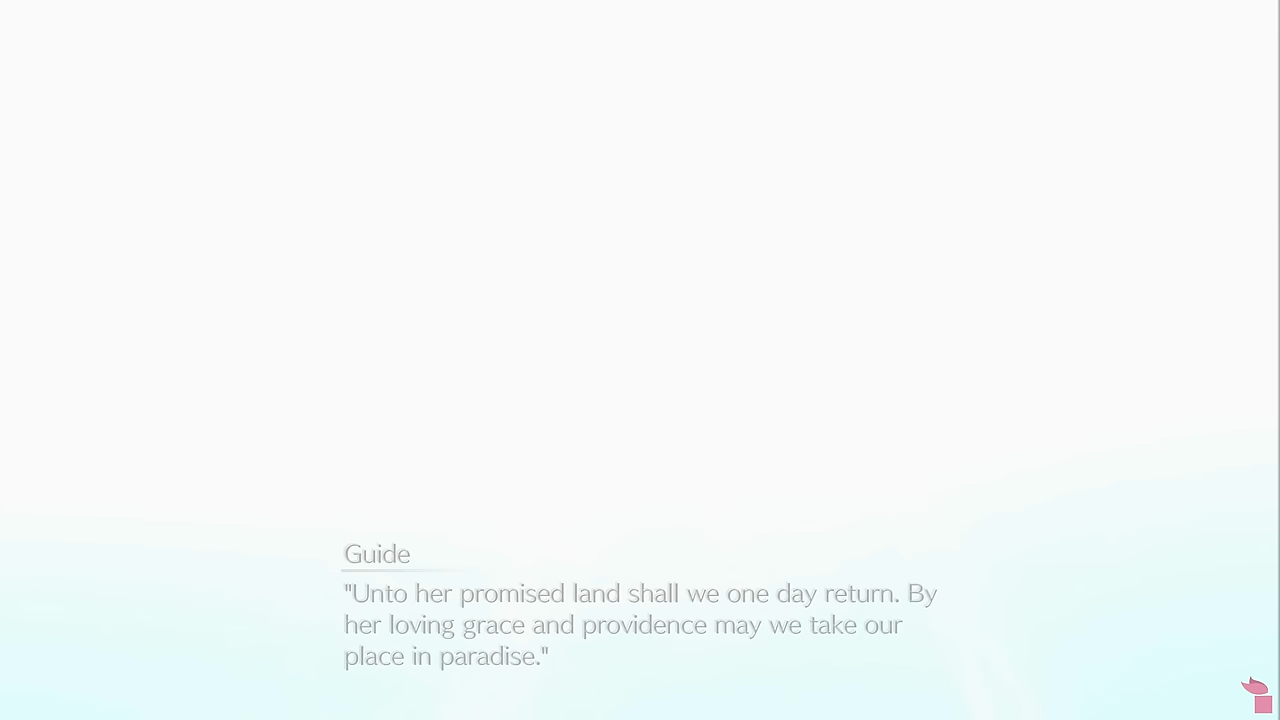 Guide
"Unto her promised land shall we one day return. By
her loving grace and providence may we take our
place in paradise."